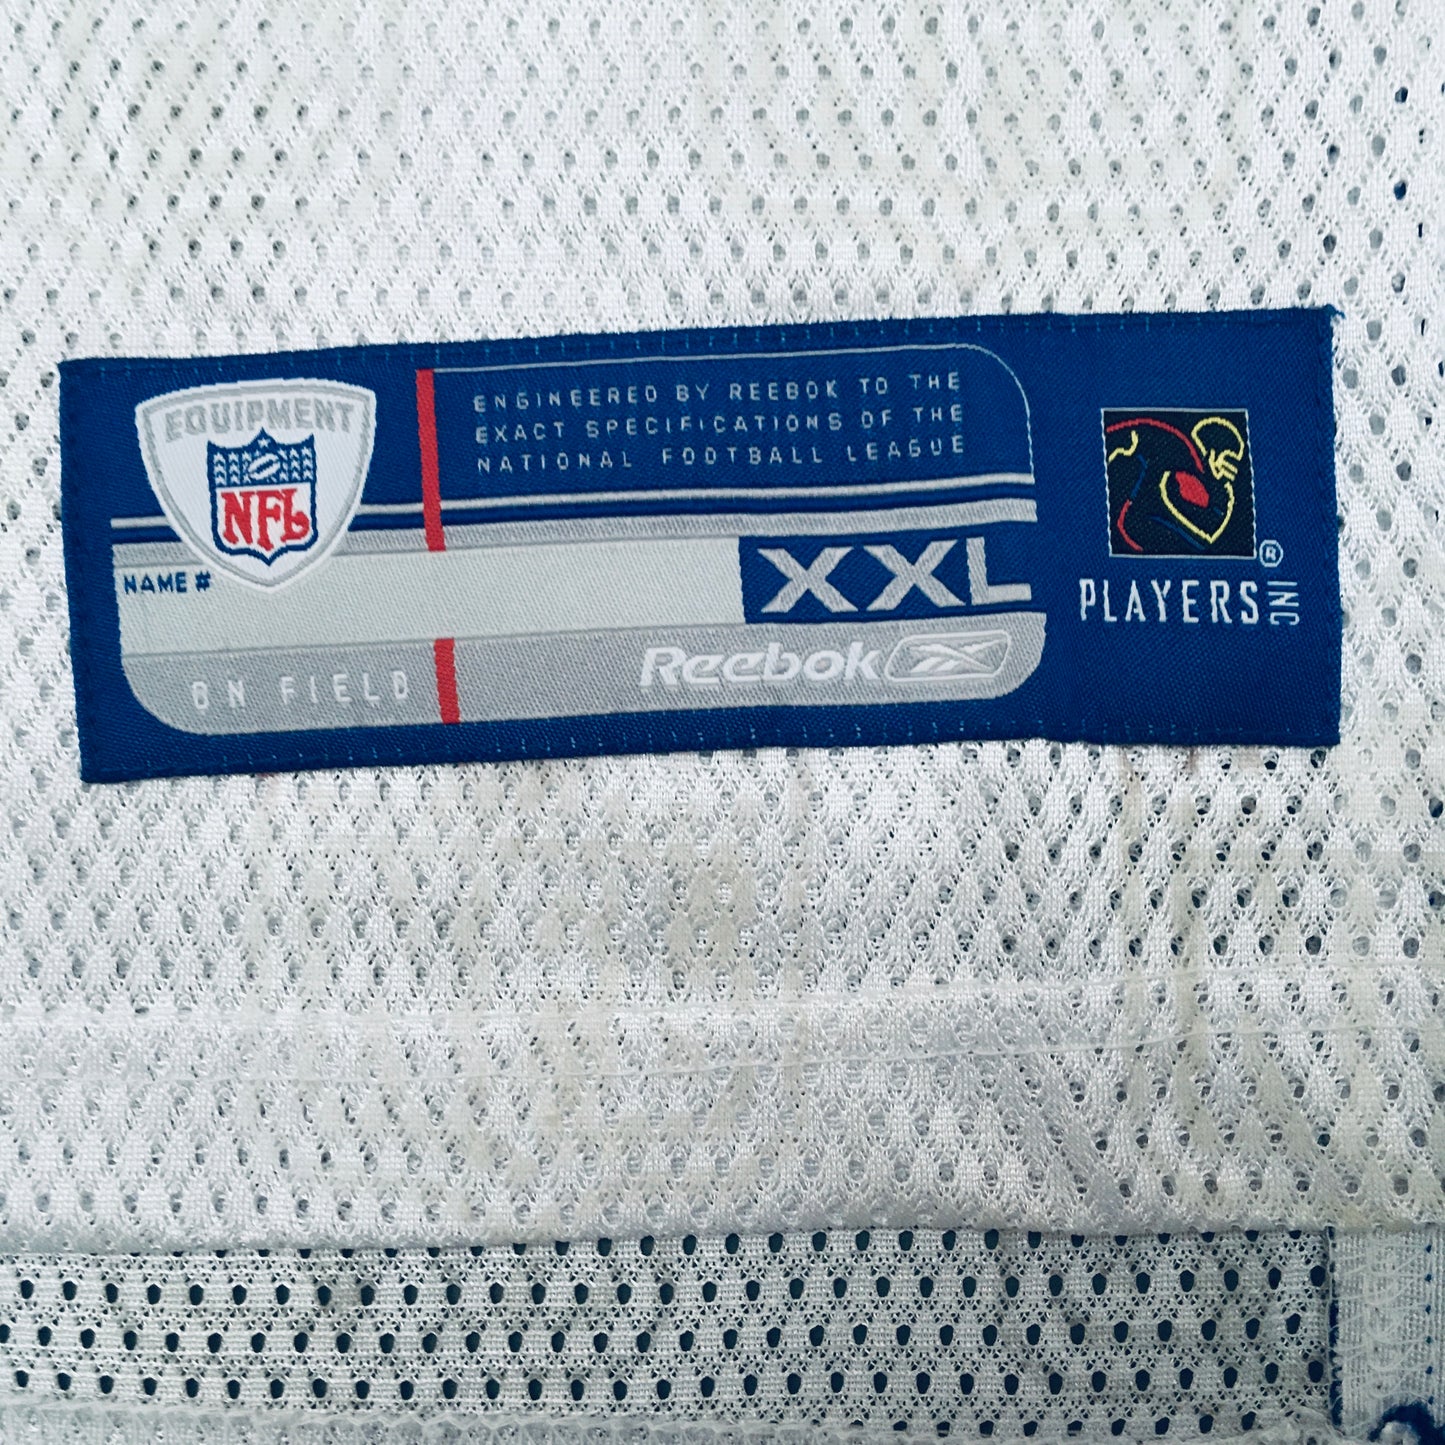 EQUIPMENT
NFL
ENGINEERED BY REEBOK TO THE
EXACT SPECIFICATIONS OF THE
NATIONAL FOOTBALL LEAGUE
NAME #
XXL
ON FIELD
Reebok
PLAYERS INC
®